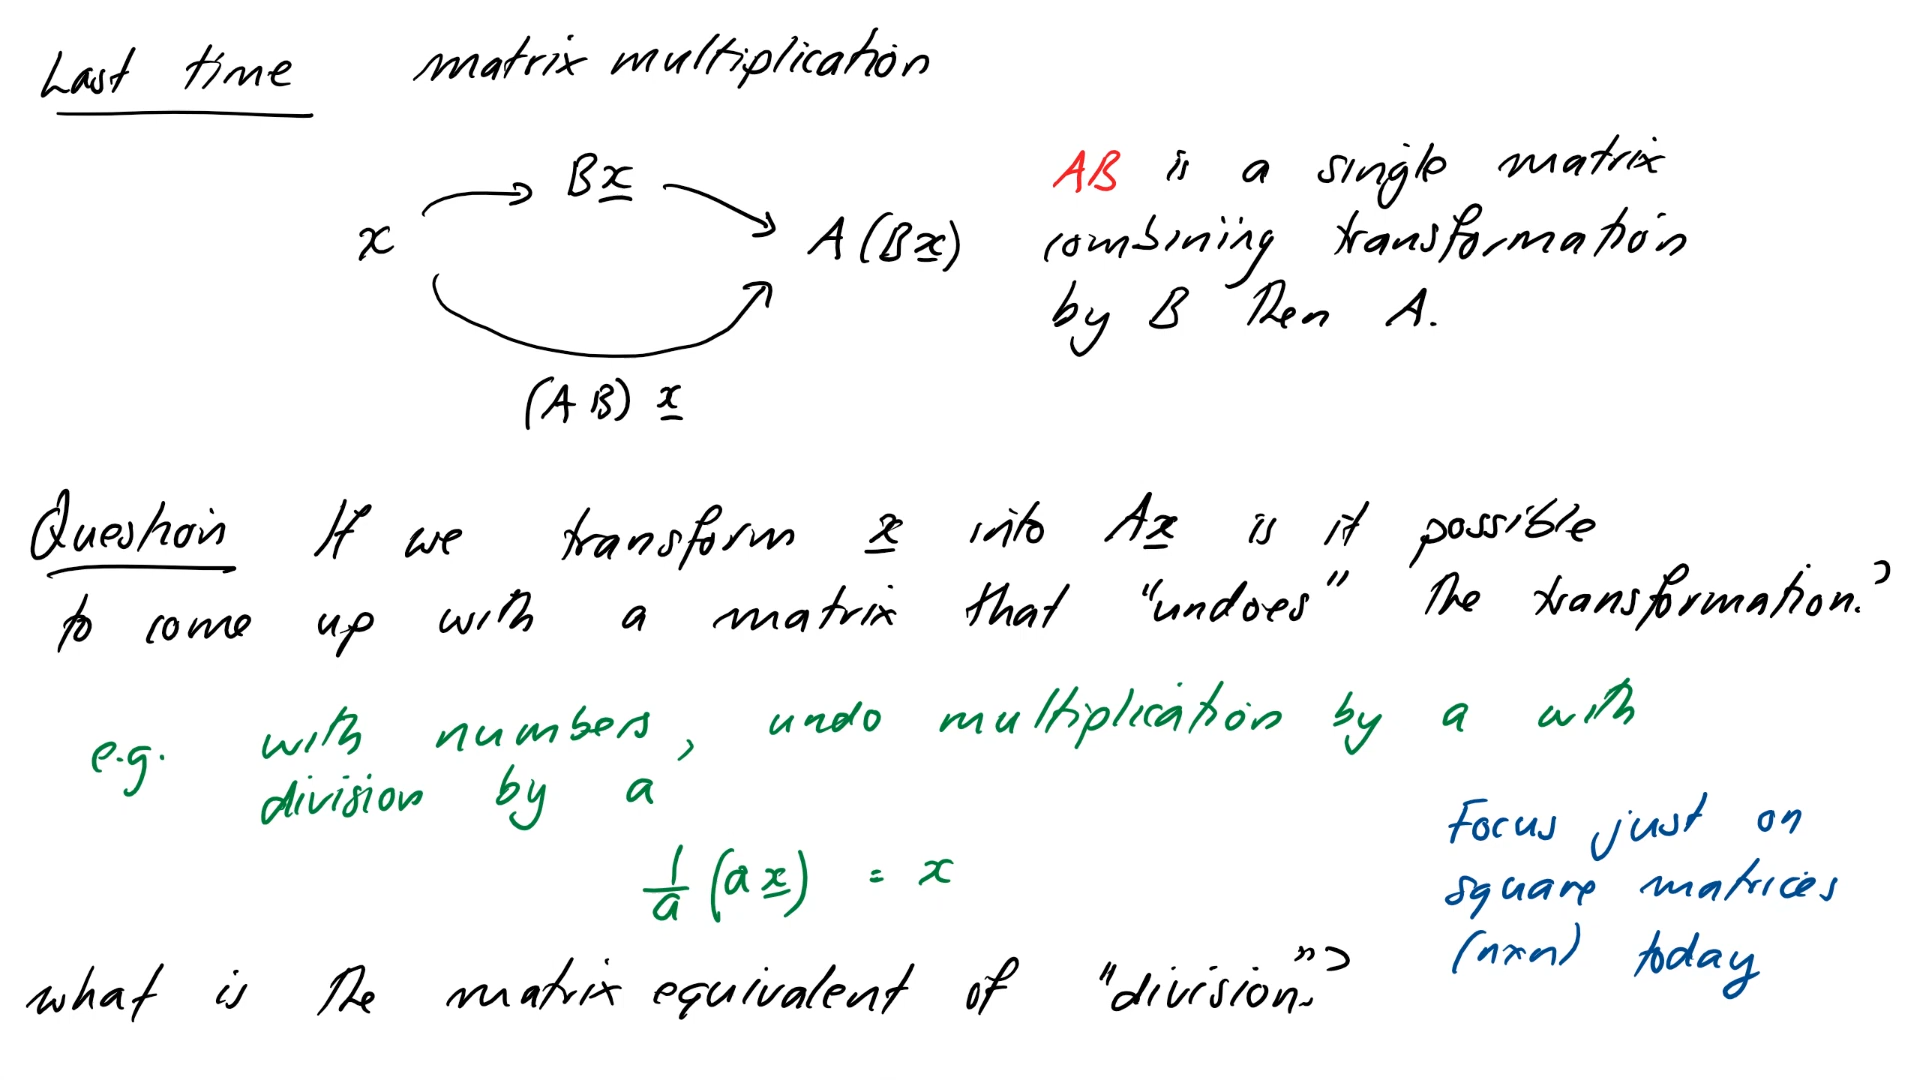 Last time matrix multiplication
x Bx A(Bx)
(AB) x
AB is a single matrix
combining transformation
by B then A.
Question If we transform x into Ax is it possible
to come up with a matrix that "undoes" the transformation?
e.g. with numbers, undo multiplication by a with
division by a
1/a (ax) = x
Focus just on
square matrices
(n×n) today
what is the matrix equivalent of "division"?